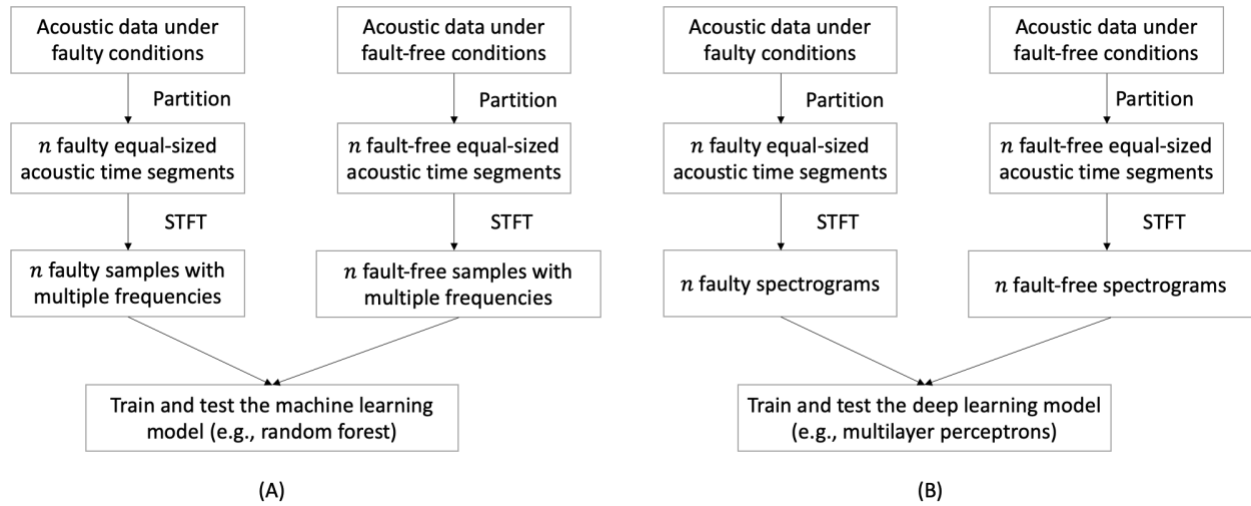 Acoustic data under
faulty conditions
Acoustic data under
fault-free conditions
Partition
Partition
n faulty equal-sized
acoustic time segments
n fault-free equal-sized
acoustic time segments
STFT
STFT
n faulty samples with
multiple frequencies
n fault-free samples with
multiple frequencies
Train and test the machine learning
model (e.g., random forest)
(A)
Acoustic data under
faulty conditions
Acoustic data under
fault-free conditions
Partition
Partition
n faulty equal-sized
acoustic time segments
n fault-free equal-sized
acoustic time segments
STFT
STFT
n faulty spectrograms
n fault-free spectrograms
Train and test the deep learning model
(e.g., multilayer perceptrons)
(B)